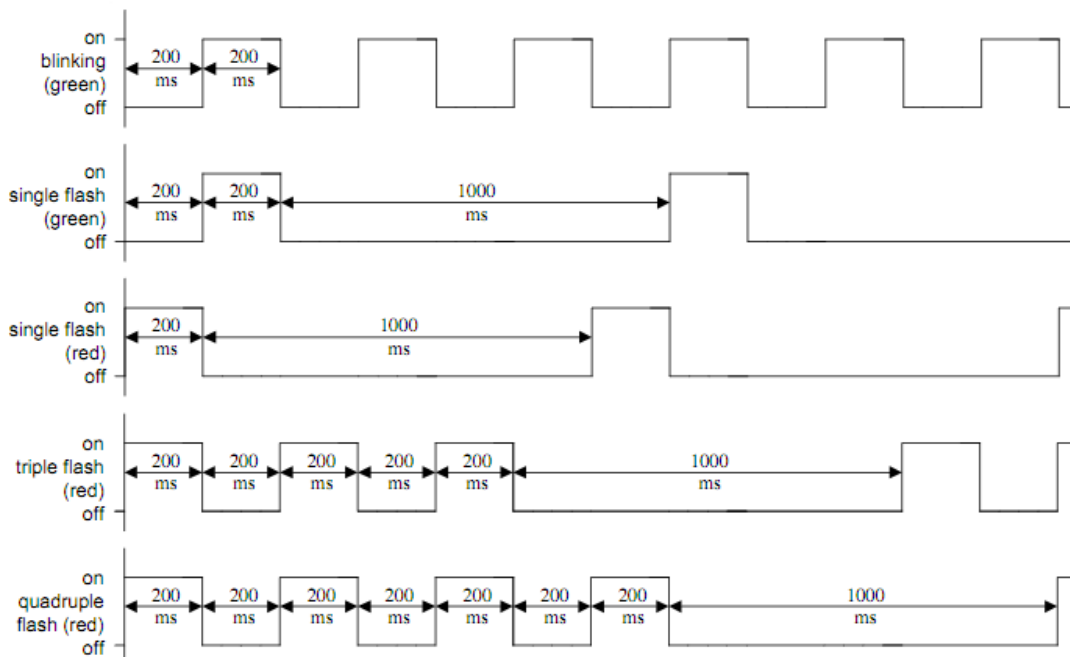 on
blinking
(green)
off
200
ms
200
ms
on
single flash
(green)
off
200
ms
200
ms
1000
ms
on
single flash
(red)
off
200
ms
1000
ms
on
triple flash
(red)
off
200
ms
200
ms
200
ms
200
ms
200
ms
1000
ms
on
quadruple
flash (red)
off
200
ms
200
ms
200
ms
200
ms
200
ms
200
ms
200
ms
1000
ms